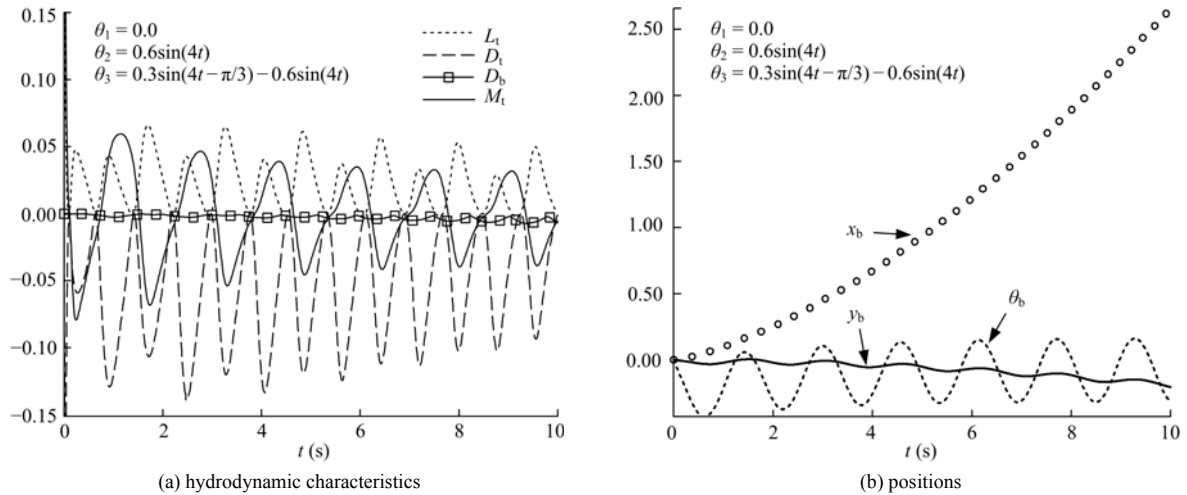 0.15
0.10
0.05
0.00
−0.05
−0.10
−0.15
θ1 = 0.0
θ2 = 0.6sin(4t)
θ3 = 0.3sin(4t − π/3) − 0.6sin(4t)
Lt
Dt
Db
Mt
0 2 4 6 8 10
t (s)
(a) hydrodynamic characteristics
2.50
2.00
1.50
1.00
0.50
0.00
θ1 = 0.0
θ2 = 0.6sin(4t)
θ3 = 0.3sin(4t − π/3) − 0.6sin(4t)
xb
yb
θb
0 2 4 6 8 10
t (s)
(b) positions